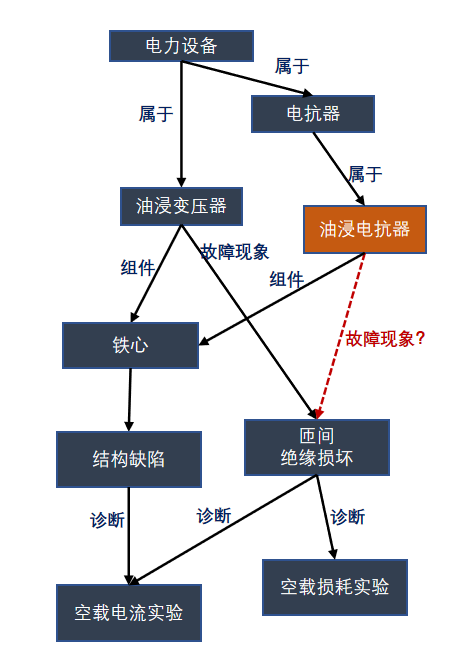 电力设备
属于
电抗器
属于
属于
油浸变压器
油浸电抗器
故障现象
组件
组件
铁心
故障现象?
匝间
绝缘损坏
结构缺陷
诊断
诊断
诊断
空载电流实验
空载损耗实验